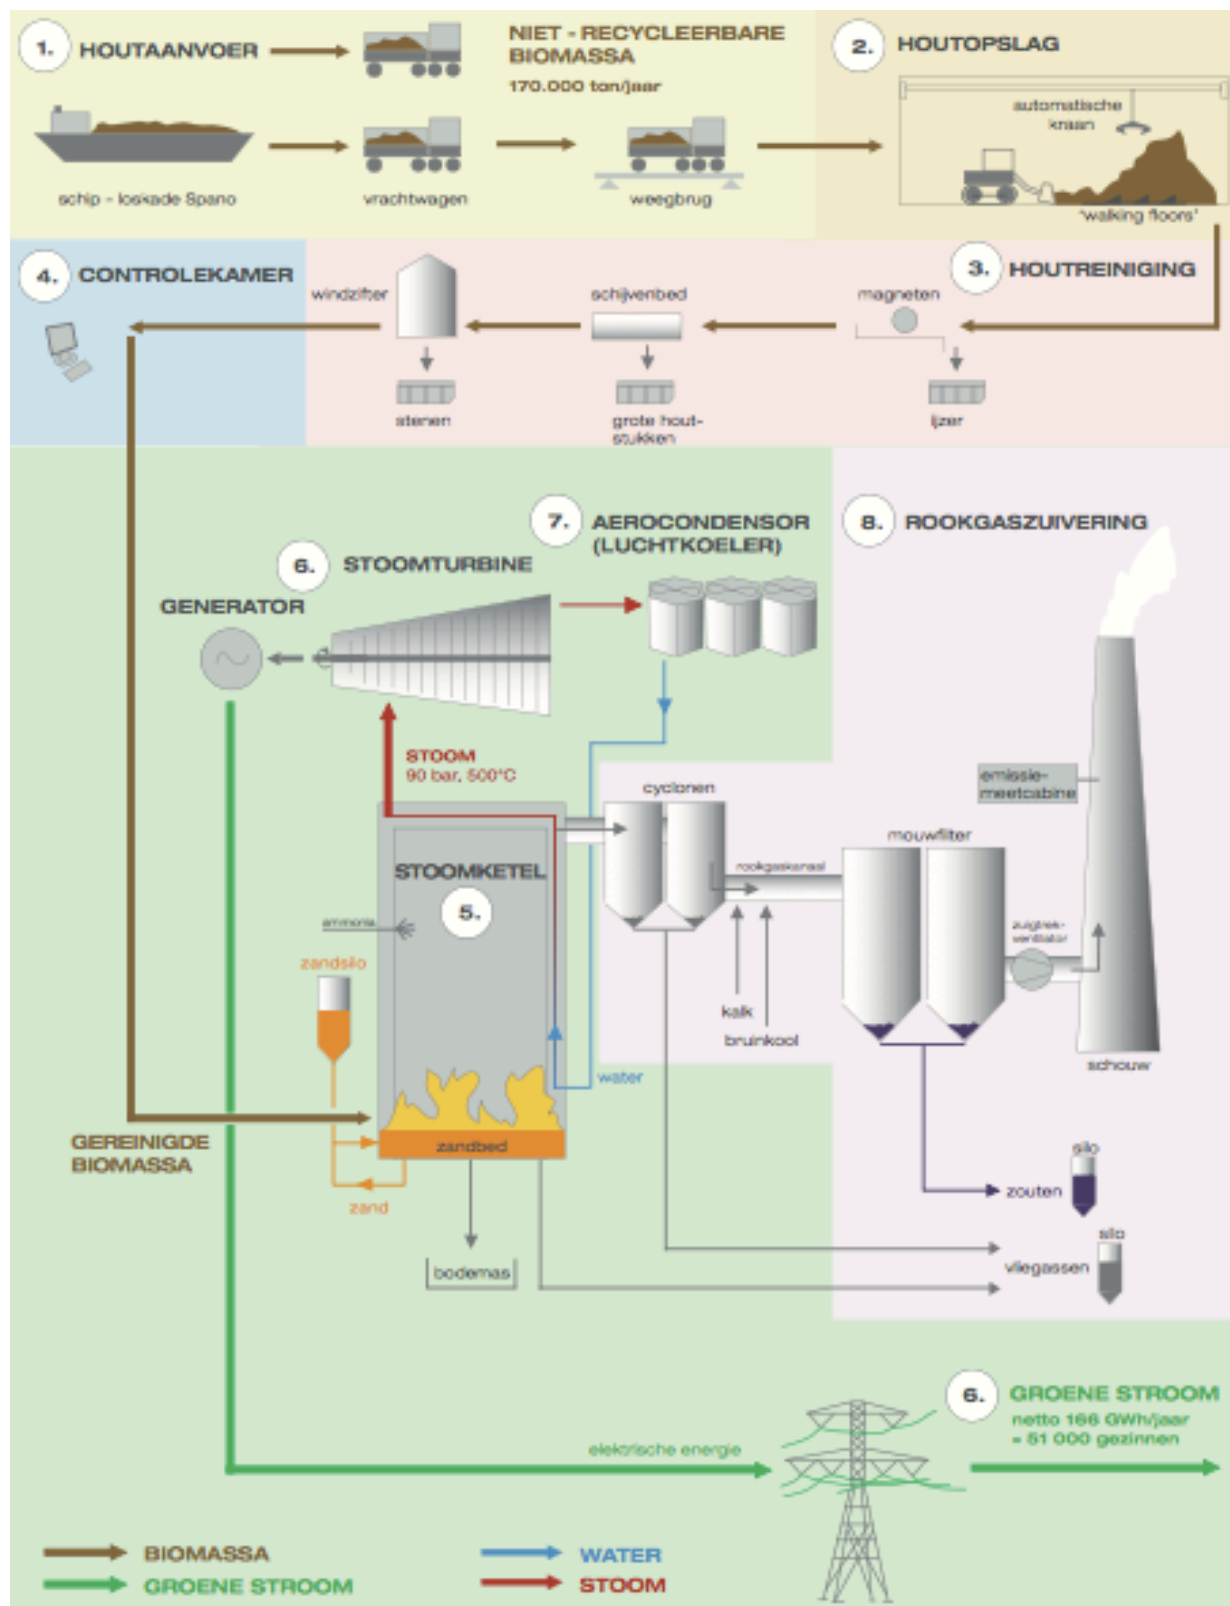 1. HOUTAANVOER
NIET - RECYCLEERBARE
BIOMASSA
170.000 ton/jaar
schip - loskade Spano
vrachtwagen
weegbrug
2. HOUTOPSLAG
automatische
kraan
'walking floors'
3. HOUTREINIGING
magneten
ijzer
schijvenbed
grote hout-
stukken
windzifter
stenen
4. CONTROLEKAMER
7. AEROCONDENSOR
(LUCHTKOELER)
8. ROOKGASZUIVERING
6. STOOMTURBINE
GENERATOR
STOOM
90 bar, 500°C
cyclonen
emissie-
meetcabine
mouwfilter
rookgaskanaal
STOOMKETEL
5.
ammonia
zandsilo
zuigtrek-
ventilator
kalk
bruinkool
schouw
water
GEREINIGDE
BIOMASSA
zandbed
zand
bodemas
silo
zouten
silo
vliegassen
6. GROENE STROOM
netto 166 GWh/jaar
= 51 000 gezinnen
elektrische energie
BIOMASSA
GROENE STROOM
WATER
STOOM